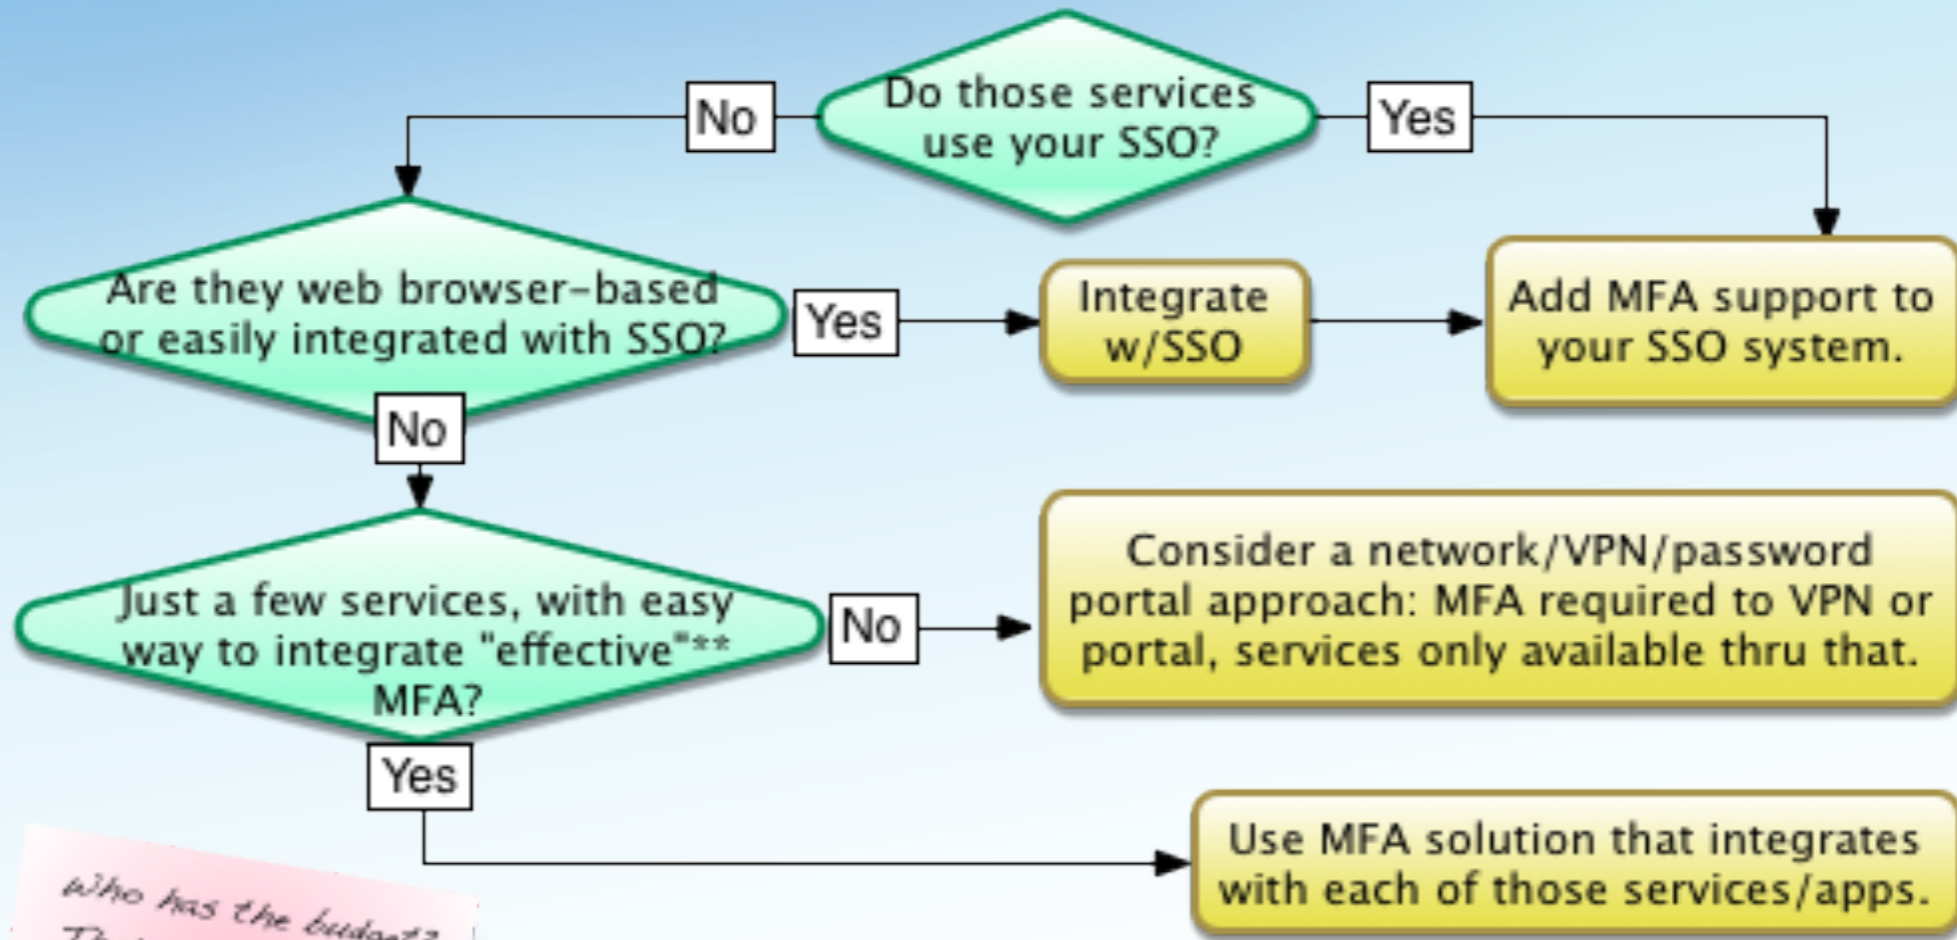 Do those services
use your SSO?
No
Yes
Are they web browser-based
or easily integrated with SSO?
Yes
Integrate
w/SSO
Add MFA support to
your SSO system.
No
Just a few services, with easy
way to integrate "effective"**
MFA?
No
Consider a network/VPN/password
portal approach: MFA required to VPN or
portal, services only available thru that.
Yes
Use MFA solution that integrates
with each of those services/apps.
Who has the budget?